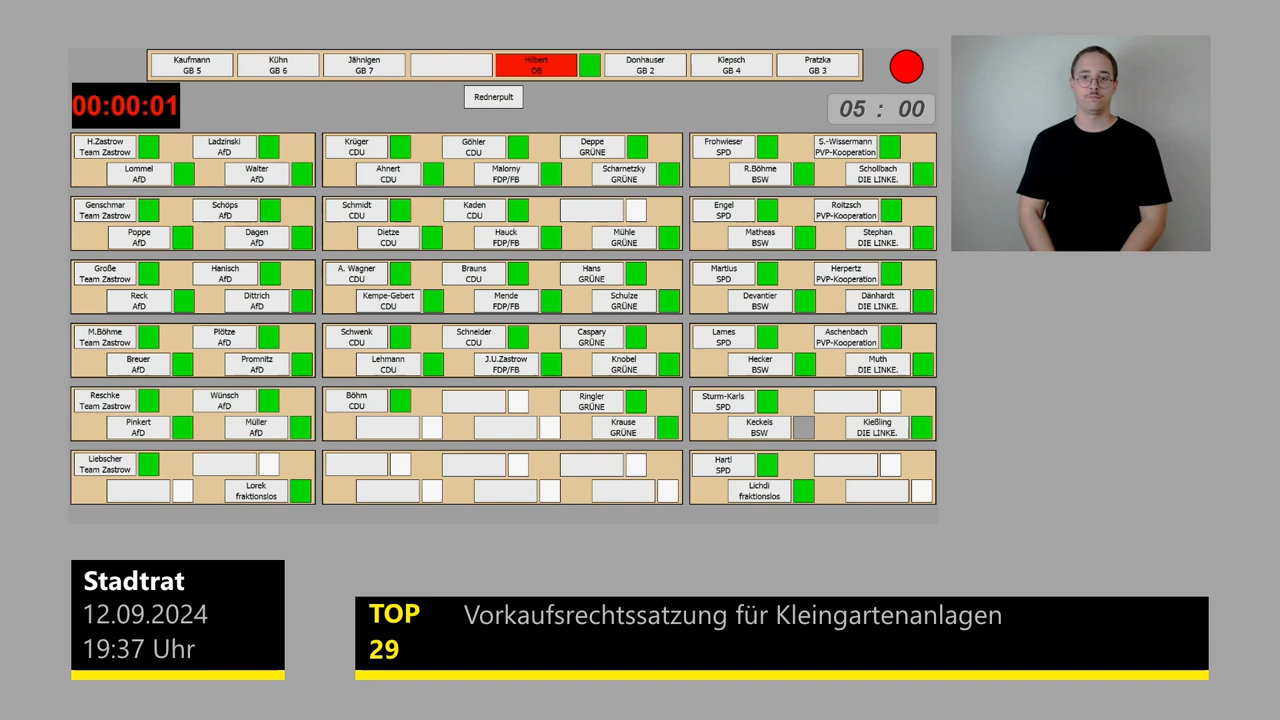 Kaufmann
GB 5
Kühn
GB 6
Jähnigen
GB 7
Hilbert
OB
Donhauser
GB 2
Klepsch
GB 4
Pratzka
GB 3
00:00:01
Rednerpult
05 : 00
H.Zastrow
Team Zastrow
Ladzinski
AfD
Lommel
AfD
Walter
AfD
Krüger
CDU
Göhler
CDU
Deppe
GRÜNE
Ahnert
CDU
Malorny
FDP/FB
Scharnetzky
GRÜNE
Frohwieser
SPD
S.-Wissermann
PVP-Kooperation
R.Böhme
BSW
Schollbach
DIE LINKE.
Genschmar
Team Zastrow
Schöps
AfD
Poppe
AfD
Dagen
AfD
Schmidt
CDU
Kaden
CDU
Dietze
CDU
Hauck
FDP/FB
Mühle
GRÜNE
Engel
SPD
Roitzsch
PVP-Kooperation
Matheas
BSW
Stephan
DIE LINKE.
Große
Team Zastrow
Hanisch
AfD
Reck
AfD
Dittrich
AfD
A. Wagner
CDU
Brauns
CDU
Hans
GRÜNE
Kempe-Gebert
CDU
Mende
FDP/FB
Schulze
GRÜNE
Martius
SPD
Herpertz
PVP-Kooperation
Devantier
BSW
Dänhardt
DIE LINKE.
M.Böhme
Team Zastrow
Plötze
AfD
Breuer
AfD
Promnitz
AfD
Schwenk
CDU
Schneider
CDU
Caspary
GRÜNE
Lehmann
CDU
J.U.Zastrow
FDP/FB
Knobel
GRÜNE
Lames
SPD
Aschenbach
PVP-Kooperation
Hecker
BSW
Muth
DIE LINKE.
Reschke
Team Zastrow
Wünsch
AfD
Pinkert
AfD
Müller
AfD
Böhm
CDU
Ringler
GRÜNE
Krause
GRÜNE
Sturm-Karls
SPD
Keckeis
BSW
Kießling
DIE LINKE.
Liebscher
Team Zastrow
Lorek
fraktionslos
Hartl
SPD
Lichdi
fraktionslos
Stadtrat
12.09.2024
19:37 Uhr
TOP Vorkaufsrechtssatzung für Kleingartenanlagen
29